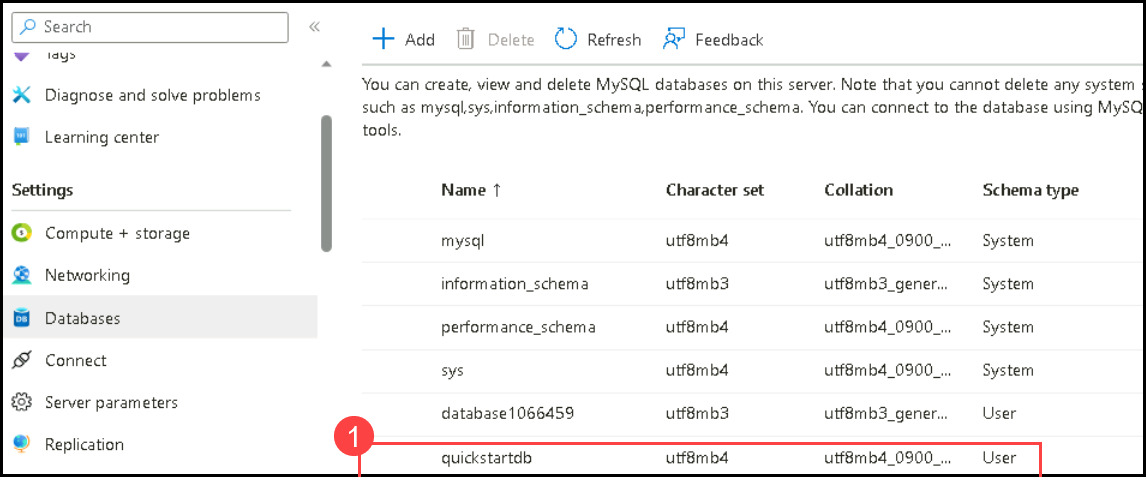 Search
«
Tags
Diagnose and solve problems
Learning center
Settings
Compute + storage
Networking
DB
Databases
Connect
Server parameters
Replication
Add Delete Refresh Feedback
You can create, view and delete MySQL databases on this server. Note that you cannot delete any system
such as mysql,sys,information_schema,performance_schema. You can connect to the database using MySQ
tools.
Name ↑ Character set Collation Schema type
mysql utf8mb4 utf8mb4_0900_... System
information_schema utf8mb3 utf8mb3_gener... System
performance_schema utf8mb4 utf8mb4_0900_... System
sys utf8mb4 utf8mb4_0900_... System
database1066459 utf8mb3 utf8mb3_gener... User
1
quickstartdb utf8mb4 utf8mb4_0900_... User